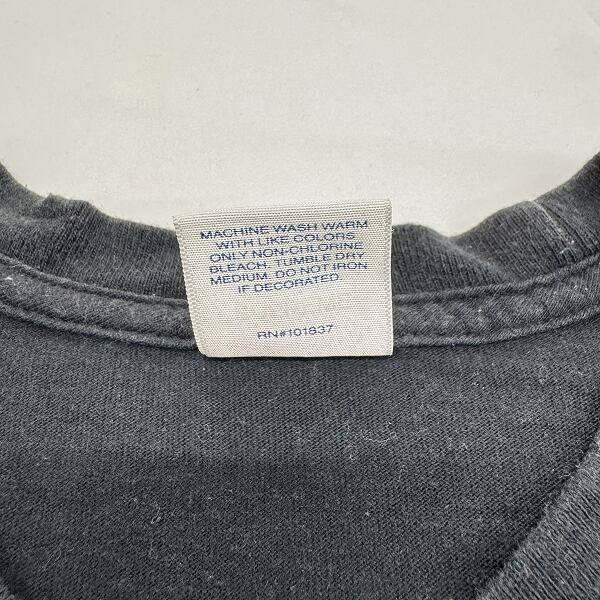 MACHINE WASH WARM
WITH LIKE COLORS
ONLY NON-CHLORINE
BLEACH. TUMBLE DRY
MEDIUM. DO NOT IRON
IF DECORATED.
RN#101837